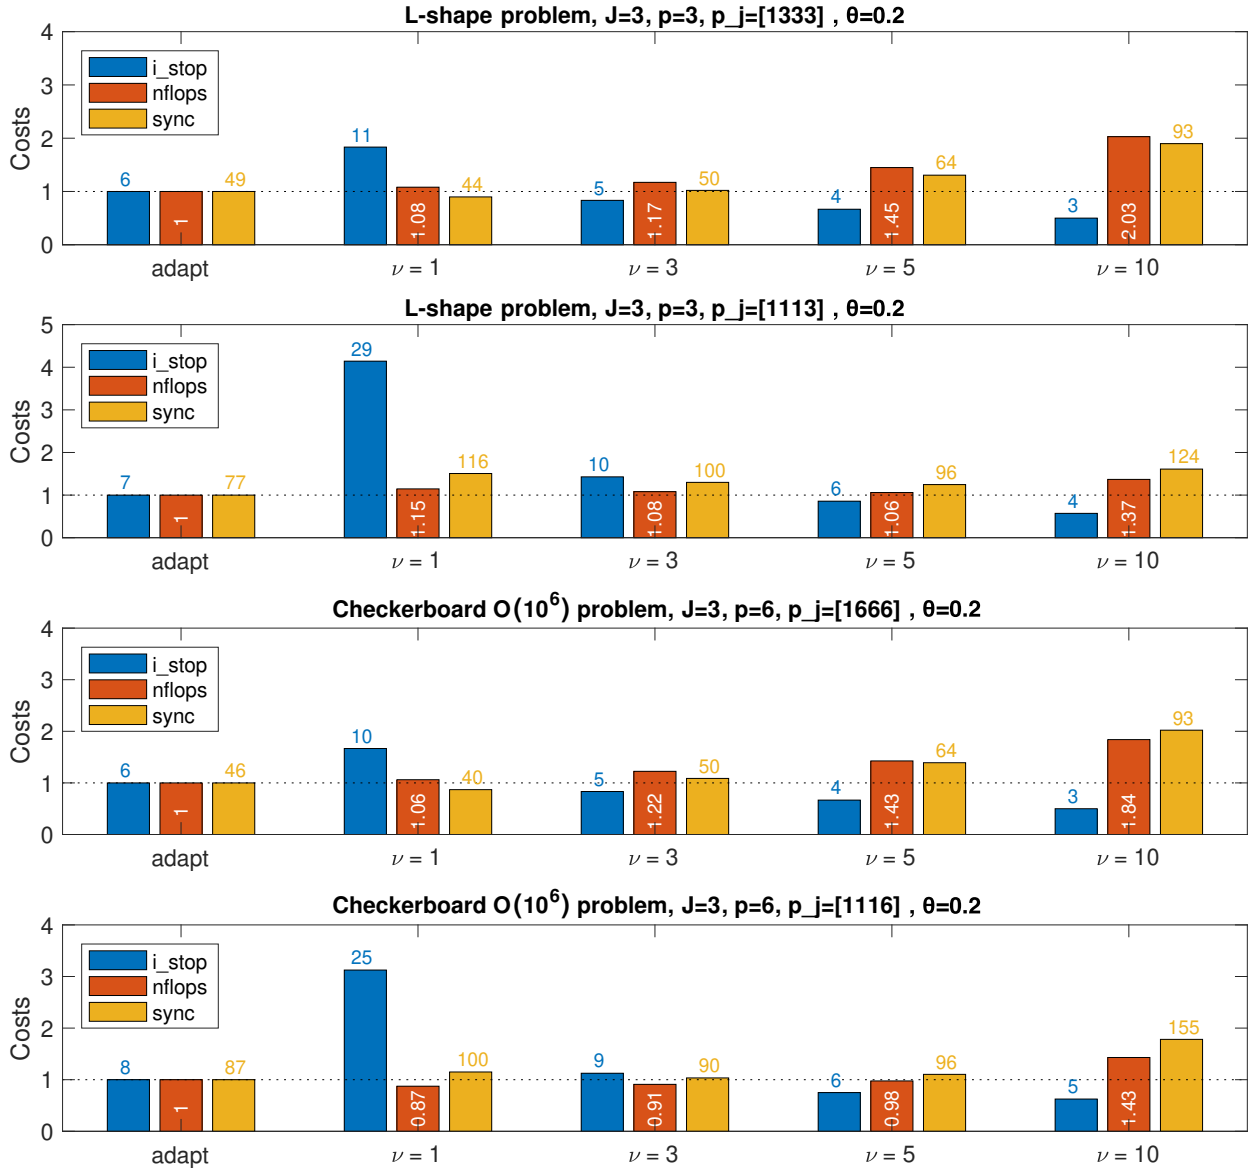 L-shape problem, J=3, p=3, p_j=[1333] , θ=0.2
4
3
2
1
0
Costs
i_stop
nflops
sync
6
1
49
11
1.08
44
5
1.17
50
4
1.45
64
3
2.03
93
adapt
ν = 1
ν = 3
ν = 5
ν = 10
L-shape problem, J=3, p=3, p_j=[1113] , θ=0.2
5
4
3
2
1
0
Costs
i_stop
nflops
sync
7
1
77
29
1.15
116
10
1.08
100
6
1.06
96
4
1.37
124
adapt
ν = 1
ν = 3
ν = 5
ν = 10
Checkerboard O(10^6) problem, J=3, p=6, p_j=[1666] , θ=0.2
4
3
2
1
0
Costs
i_stop
nflops
sync
6
1
46
10
1.06
40
5
1.22
50
4
1.43
64
3
1.84
93
adapt
ν = 1
ν = 3
ν = 5
ν = 10
Checkerboard O(10^6) problem, J=3, p=6, p_j=[1116] , θ=0.2
4
3
2
1
0
Costs
i_stop
nflops
sync
8
1
87
25
0.87
100
9
0.91
90
6
0.98
96
5
1.43
155
adapt
ν = 1
ν = 3
ν = 5
ν = 10